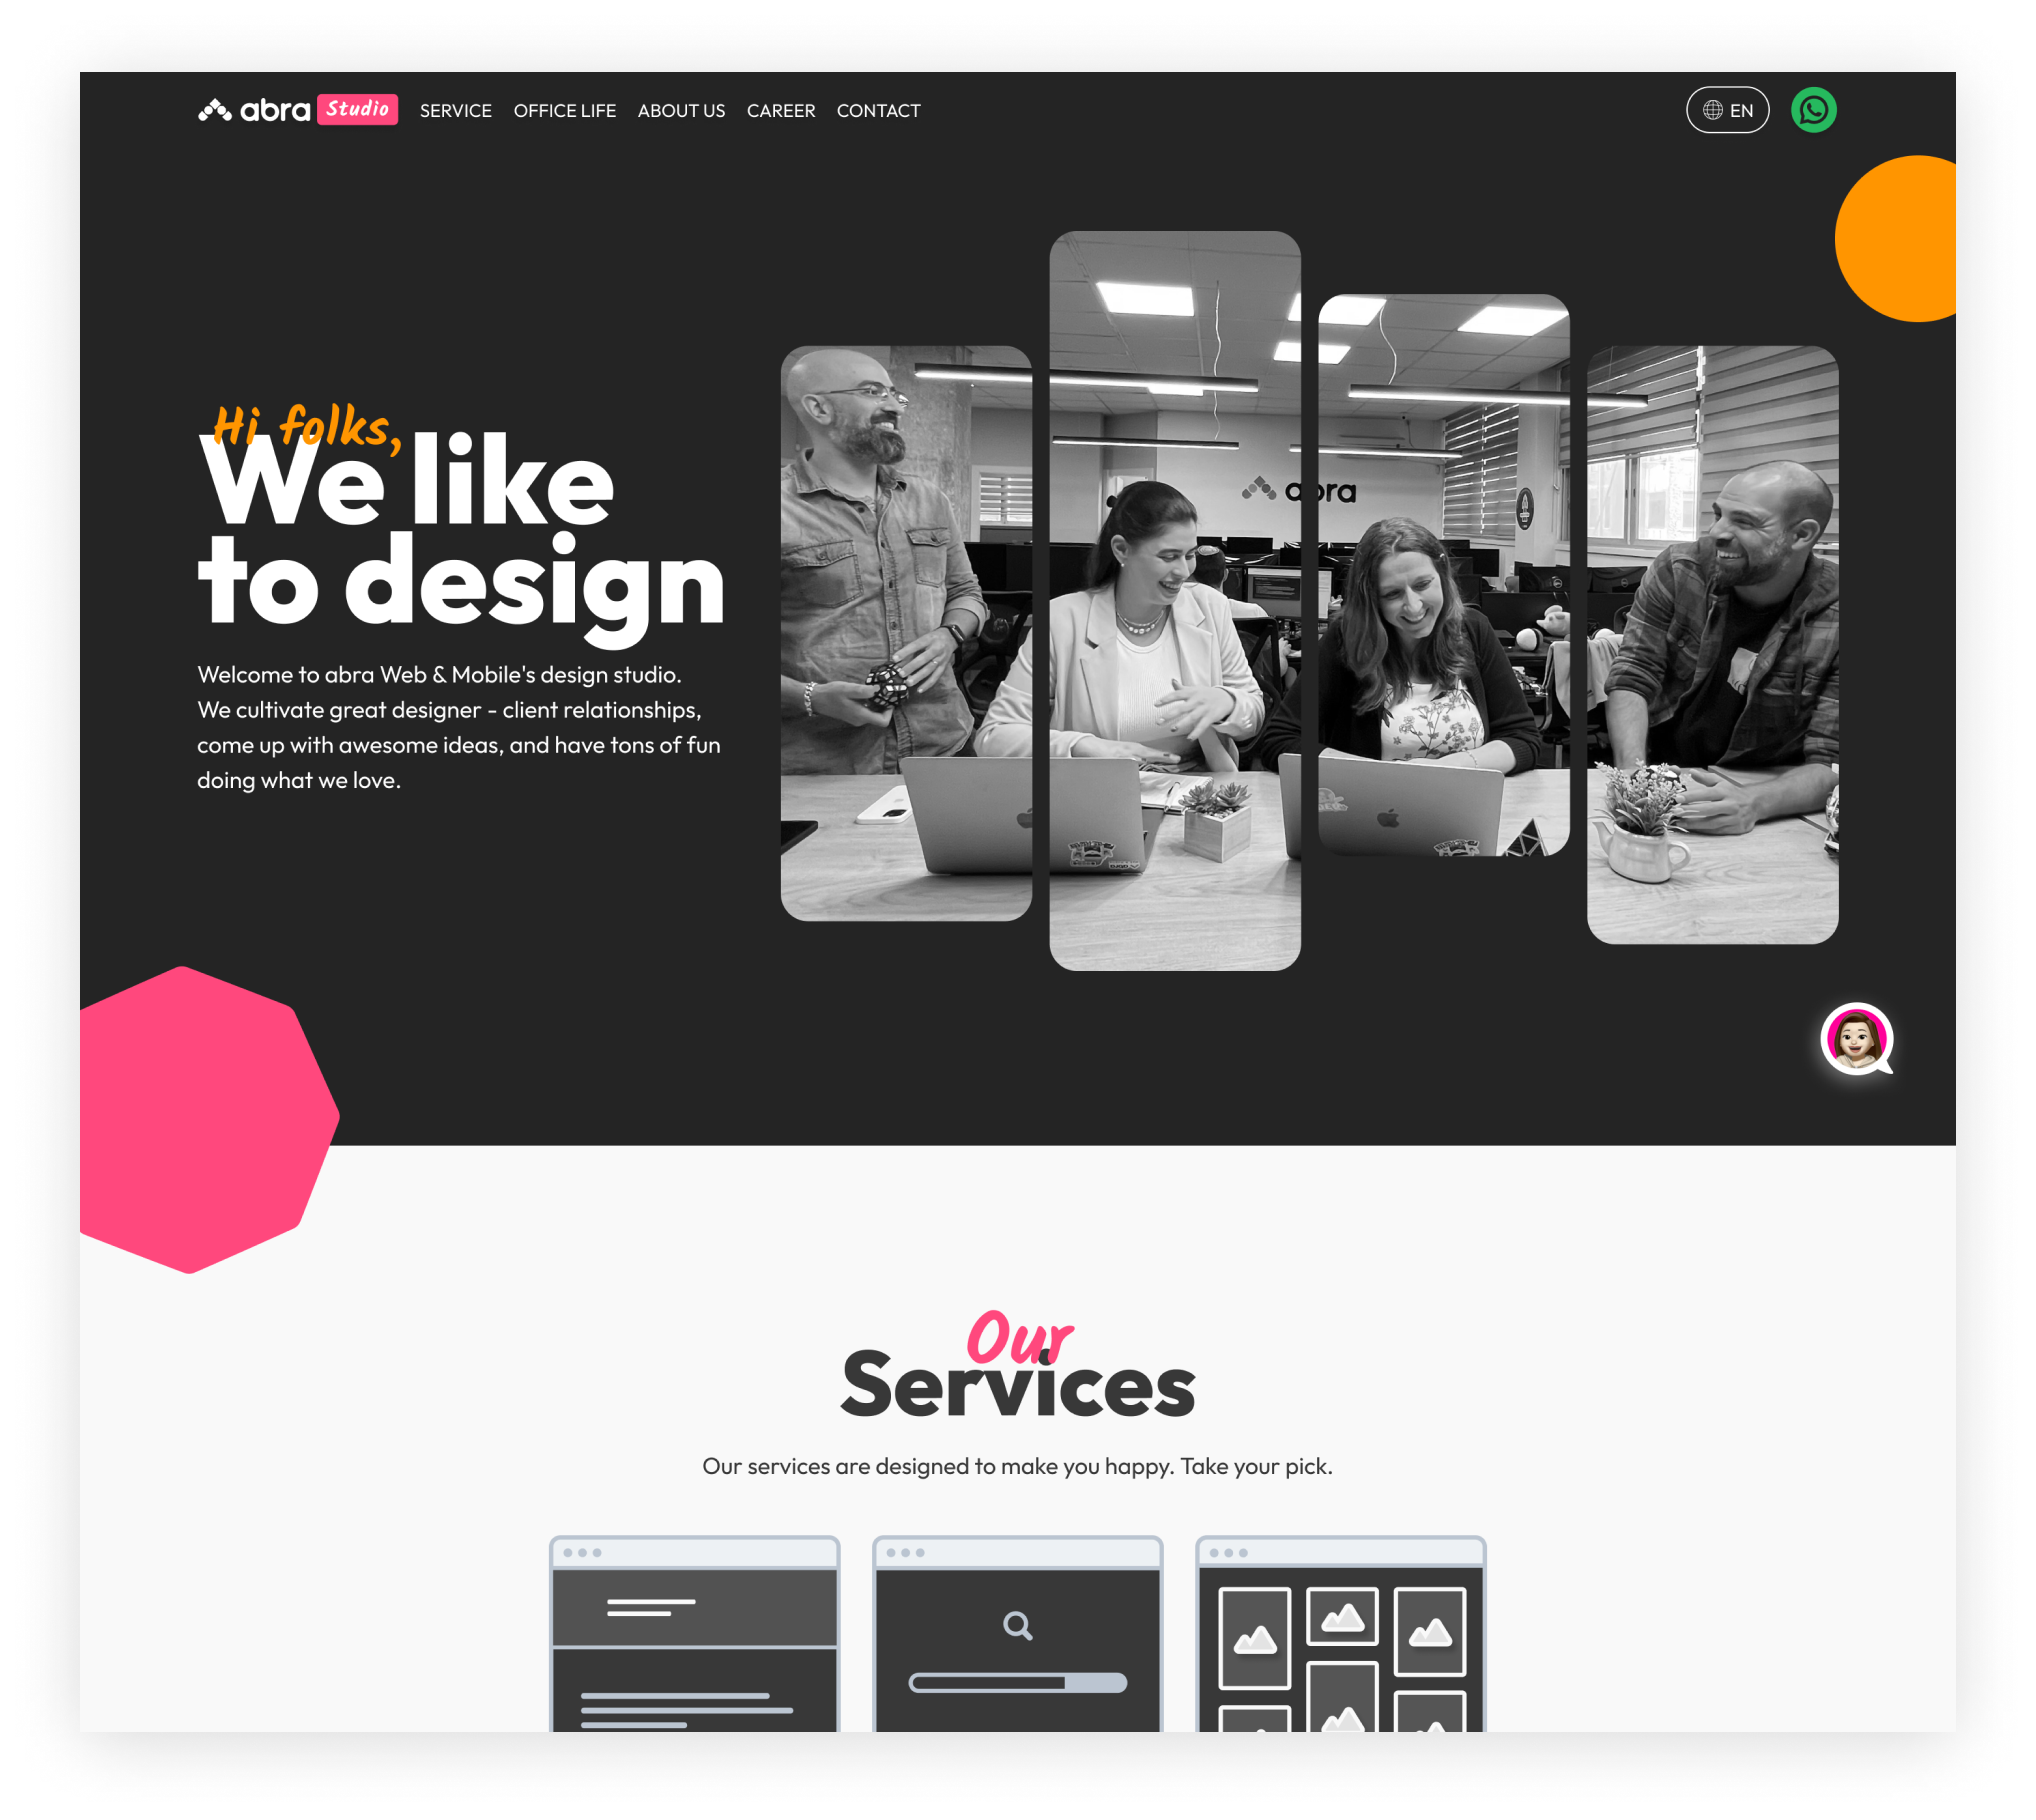 abra Studio SERVICE OFFICE LIFE ABOUT US CAREER CONTACT EN
Hi folks,
We like
to design
Welcome to abra Web & Mobile's design studio.
We cultivate great designer - client relationships,
come up with awesome ideas, and have tons of fun
doing what we love.
abra
Our
Services
Our services are designed to make you happy. Take your pick.